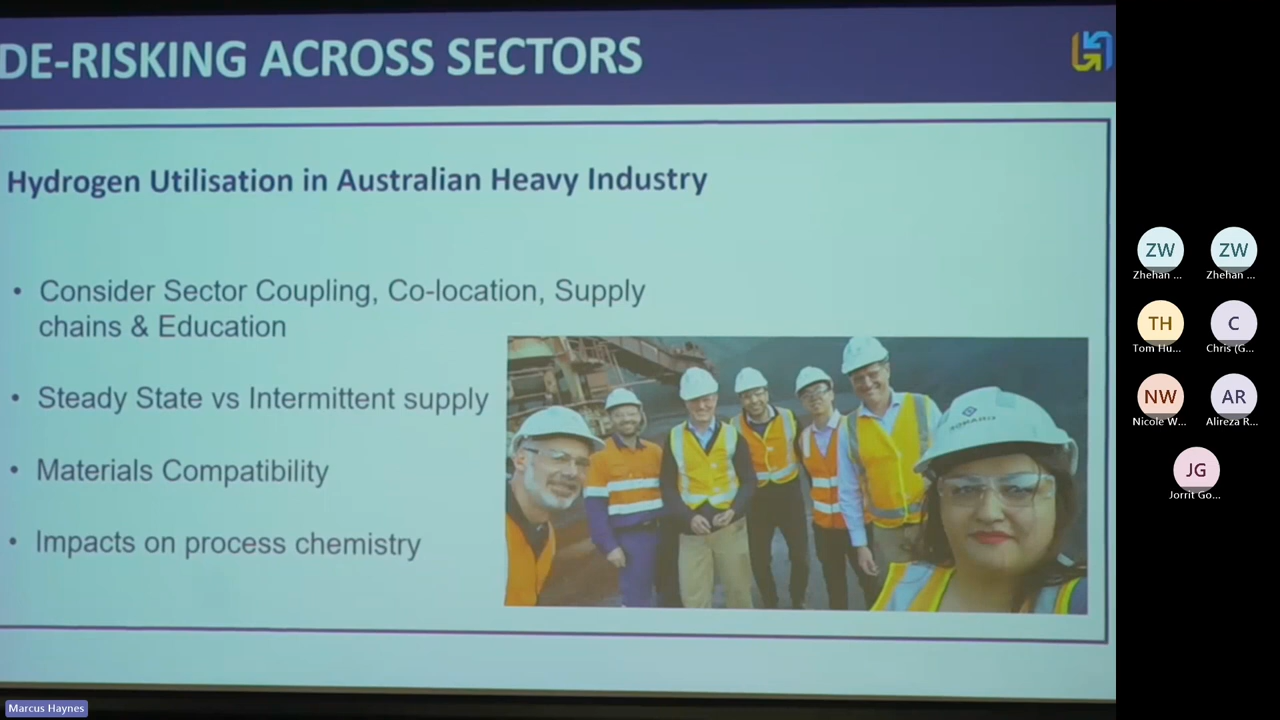 DE-RISKING ACROSS SECTORS
Hydrogen Utilisation in Australian Heavy Industry
• Consider Sector Coupling, Co-location, Supply
chains & Education
• Steady State vs Intermittent supply
• Materials Compatibility
• Impacts on process chemistry
ZW
ZW
Zhehan ...
Zhehan ...
TH
C
Tom Hu...
Chris (G...
NW
AR
Nicole W...
Alireza R...
JG
Jorrit Go...
Marcus Haynes